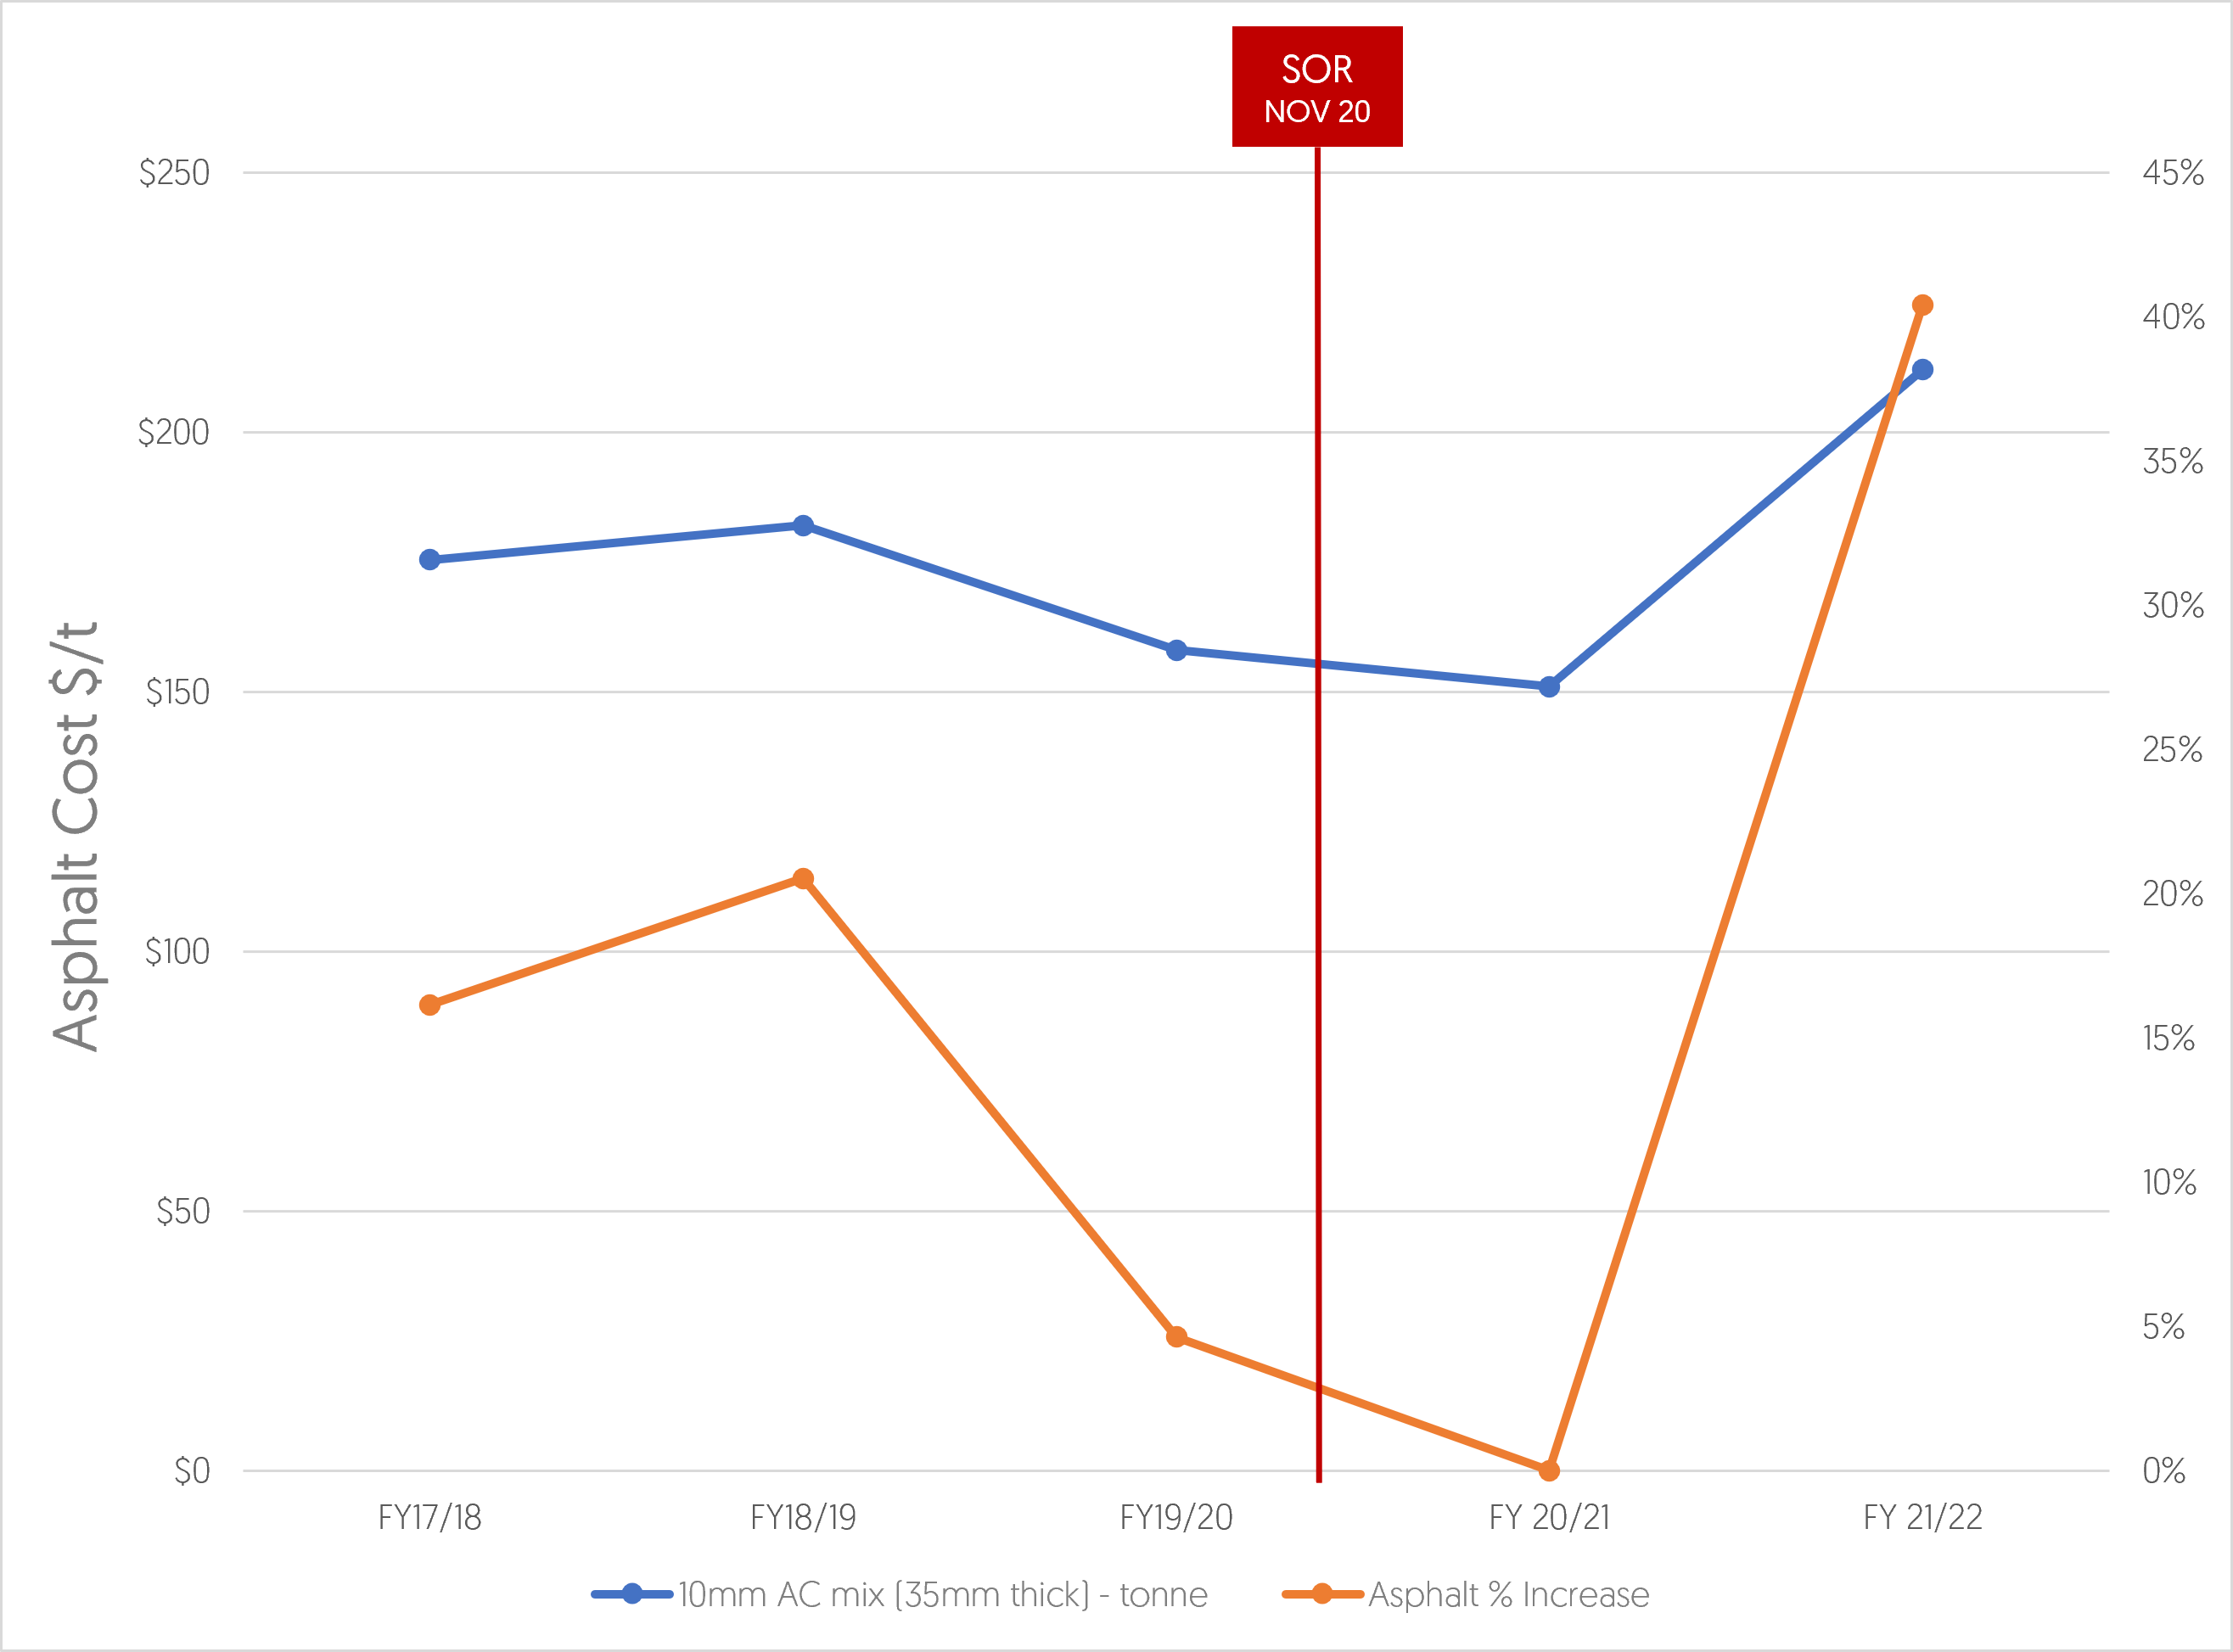 SOR
NOV 20
$250
$200
$150
$100
$50
$0
Asphalt Cost $/t
45%
40%
35%
30%
25%
20%
15%
10%
5%
0%
FY17/18
FY18/19
FY19/20
FY 20/21
FY 21/22
10mm AC mix (35mm thick) - tonne
Asphalt % Increase